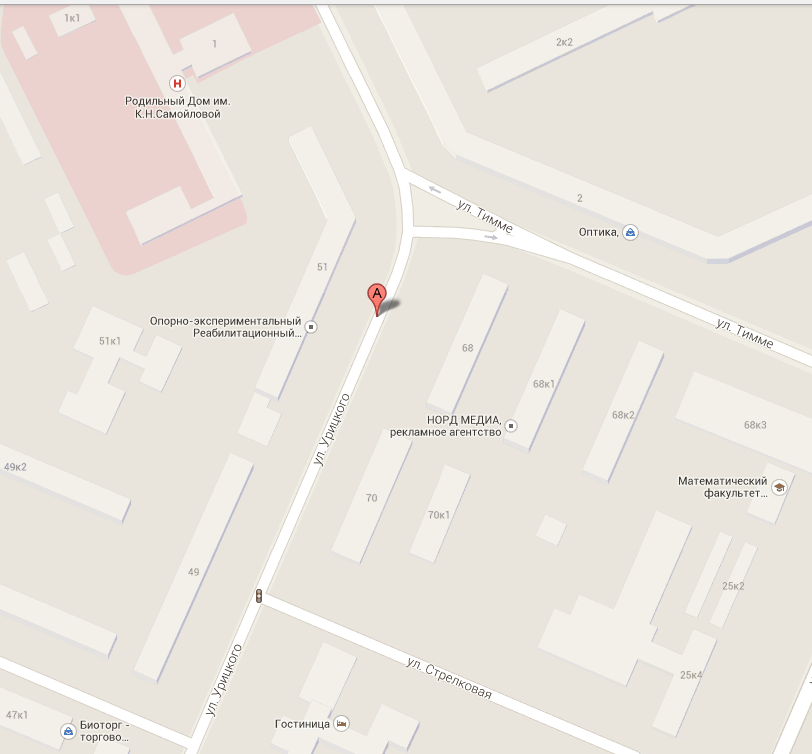 1к1
1
2к2
Родильный Дом им.
К.Н.Самойловой
2
ул. Тимме
Оптика,
51
A
Опорно-экспериментальный
Реабилитационный...
ул. Тимме
51к1
68
68к1
68к2
68к3
НОРД МЕДИА,
рекламное агентство
ул. Урицкого
49к2
70
70к1
Математический
факультет...
49
25к2
ул. Урицкого
ул. Стрелковая
25к4
47к1
Биоторг -
торгово...
Гостиница